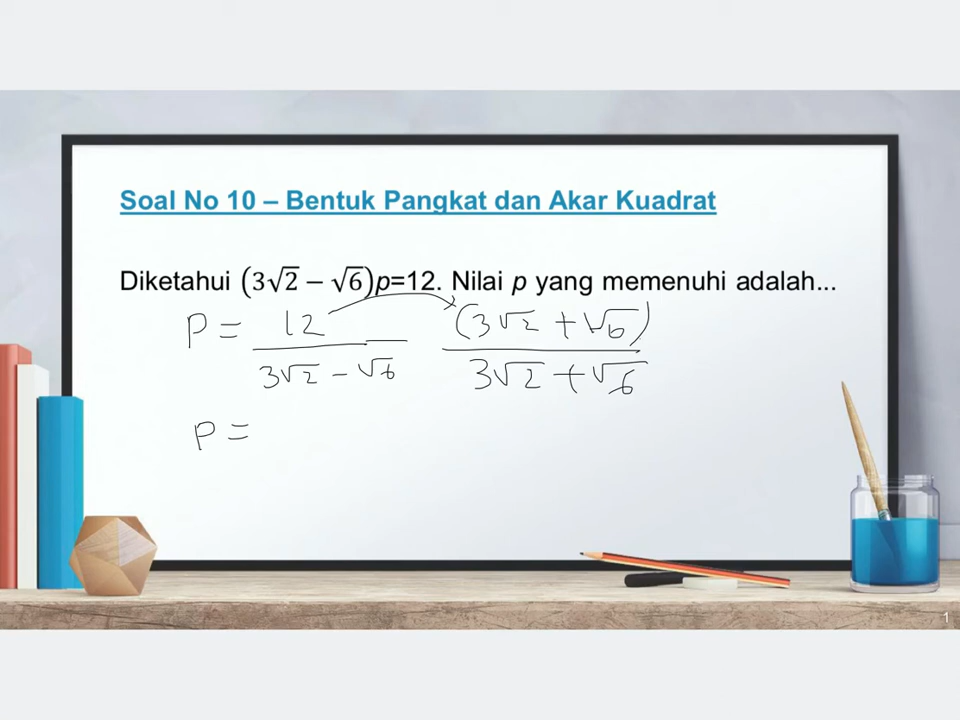 Soal No 10 – Bentuk Pangkat dan Akar Kuadrat
Diketahui (3√2 − √6)p=12. Nilai p yang memenuhi adalah...
P = 12 / (3√2 − √6) (3√2 + √6) / (3√2 + √6)
P =
1